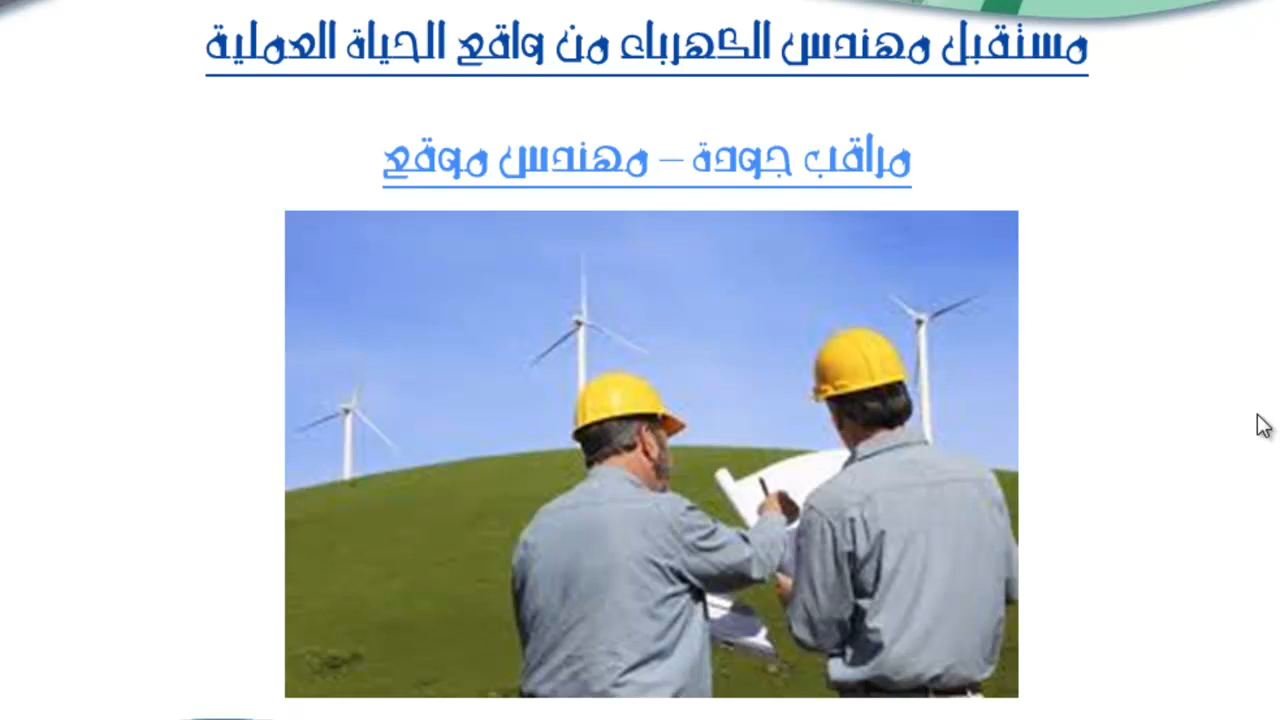 مستقبل مهندس الكهرباء من واقع الحياة العملية
مراقب جودة – مهندس موقع